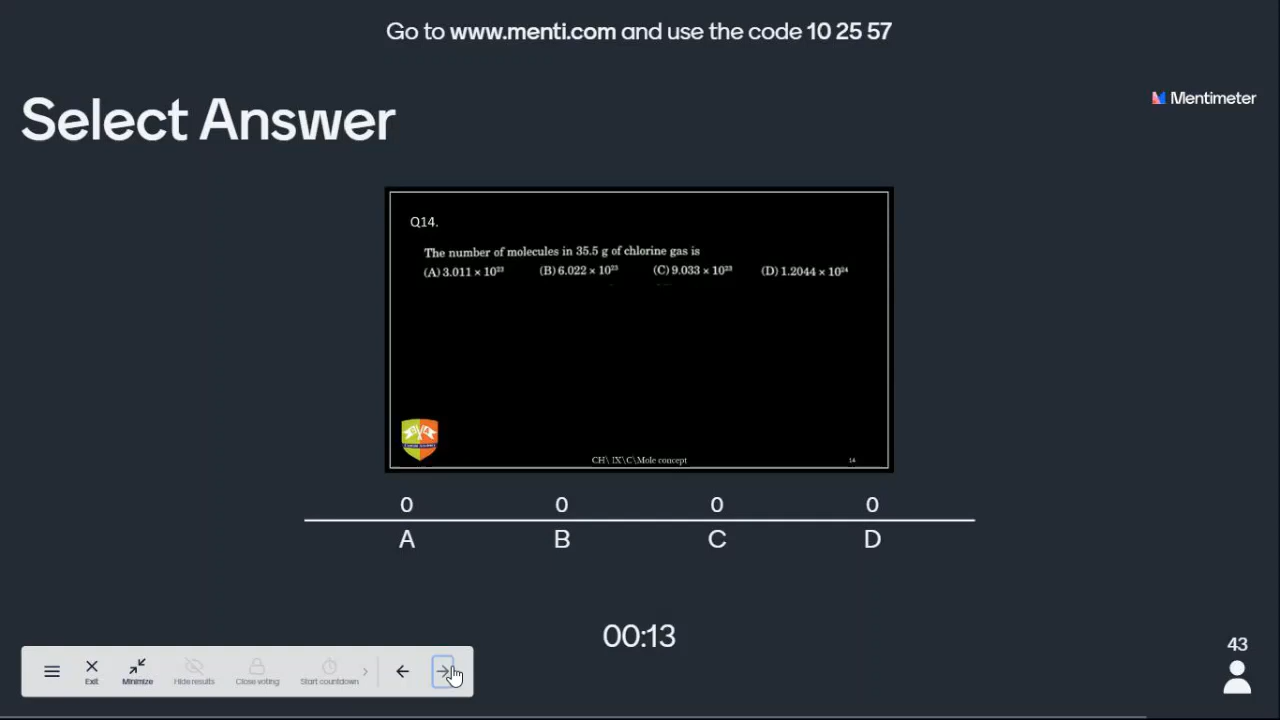 Go to www.menti.com and use the code 10 25 57
Select Answer
Mentimeter
Q14.
The number of molecules in 35.5 g of chlorine gas is
(A) 3.011 × 10²³ (B) 6.022 × 10²³ (C) 9.033 × 10²³ (D) 1.2044 × 10²⁴
CH\ IX\C\Mole concept 14
0 0 0 0
A B C D
00:13
43
Exit Minimize Hide results Close voting Start countdown